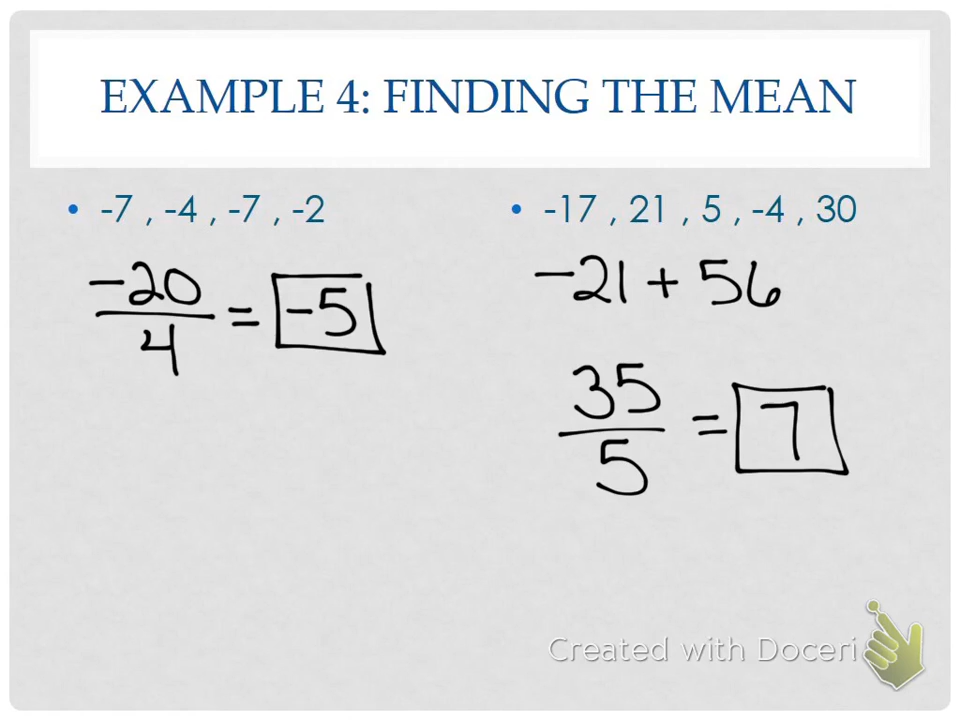 EXAMPLE 4: FINDING THE MEAN
• -7 , -4 , -7 , -2
-20
4
= -5
• -17 , 21 , 5 , -4 , 30
-21 + 56
35
5
= 7
Created with Doceri